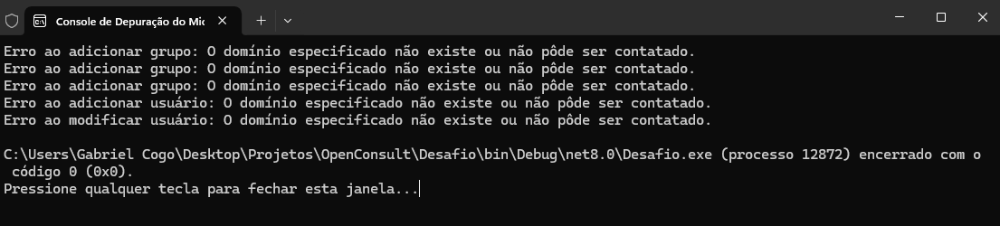 Console de Depuração do Mic
Erro ao adicionar grupo: O domínio especificado não existe ou não pôde ser contatado.
Erro ao adicionar grupo: O domínio especificado não existe ou não pôde ser contatado.
Erro ao adicionar grupo: O domínio especificado não existe ou não pôde ser contatado.
Erro ao adicionar usuário: O domínio especificado não existe ou não pôde ser contatado.
Erro ao modificar usuário: O domínio especificado não existe ou não pôde ser contatado.
C:\Users\Gabriel Cogo\Desktop\Projetos\OpenConsult\Desafio\bin\Debug\net8.0\Desafio.exe (processo 12872) encerrado com o
código 0 (0x0).
Pressione qualquer tecla para fechar esta janela...